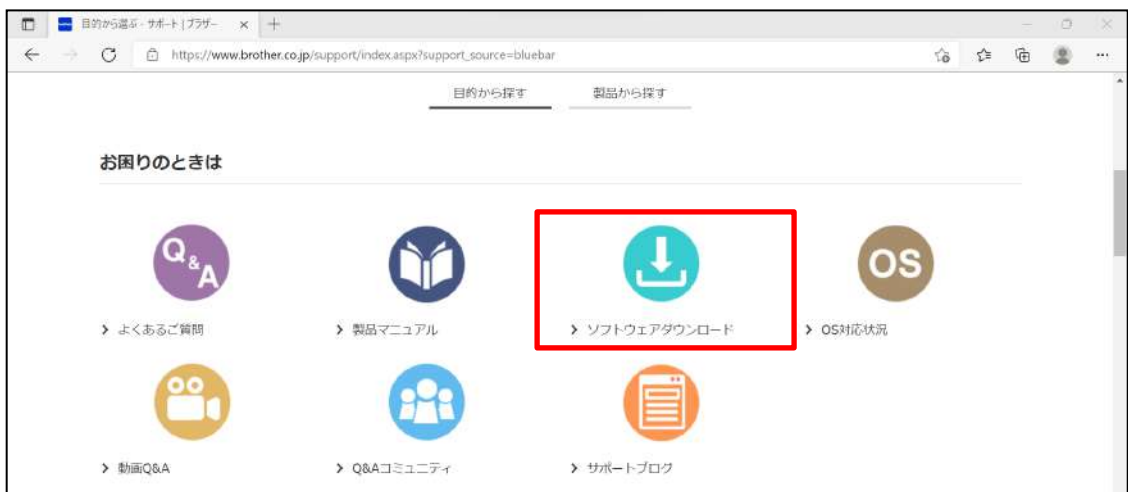 目的から選ぶ - サポート | ブラザー
https://www.brother.co.jp/support/index.aspx?support_source=bluebar
目的から探す 製品から探す
お困りのときは
Q&A OS
よくあるご質問 製品マニュアル ソフトウェアダウンロード OS対応状況
動画Q&A Q&Aコミュニティ サポートブログ